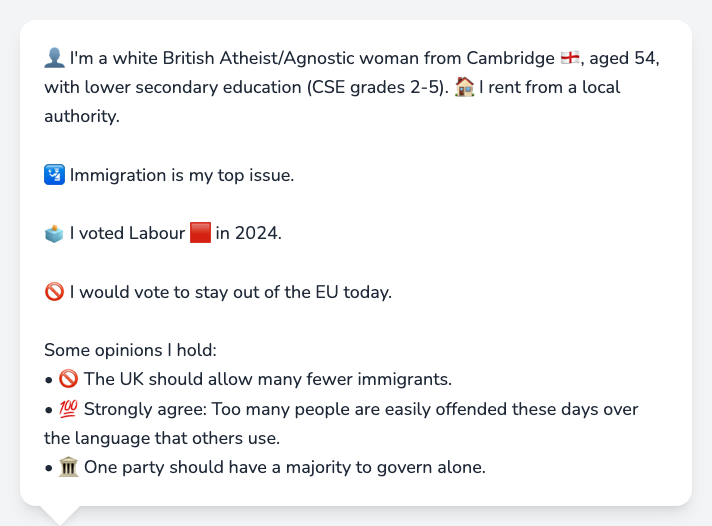 👤 I'm a white British Atheist/Agnostic woman from Cambridge 🏴󠁧󠁢󠁥󠁮󠁧󠁿, aged 54,
with lower secondary education (CSE grades 2-5). 🏠 I rent from a local
authority.
🛂 Immigration is my top issue.
🗳️ I voted Labour 🟥 in 2024.
🚫 I would vote to stay out of the EU today.
Some opinions I hold:
• 🚫 The UK should allow many fewer immigrants.
• 💯 Strongly agree: Too many people are easily offended these days over
the language that others use.
• 🏛️ One party should have a majority to govern alone.